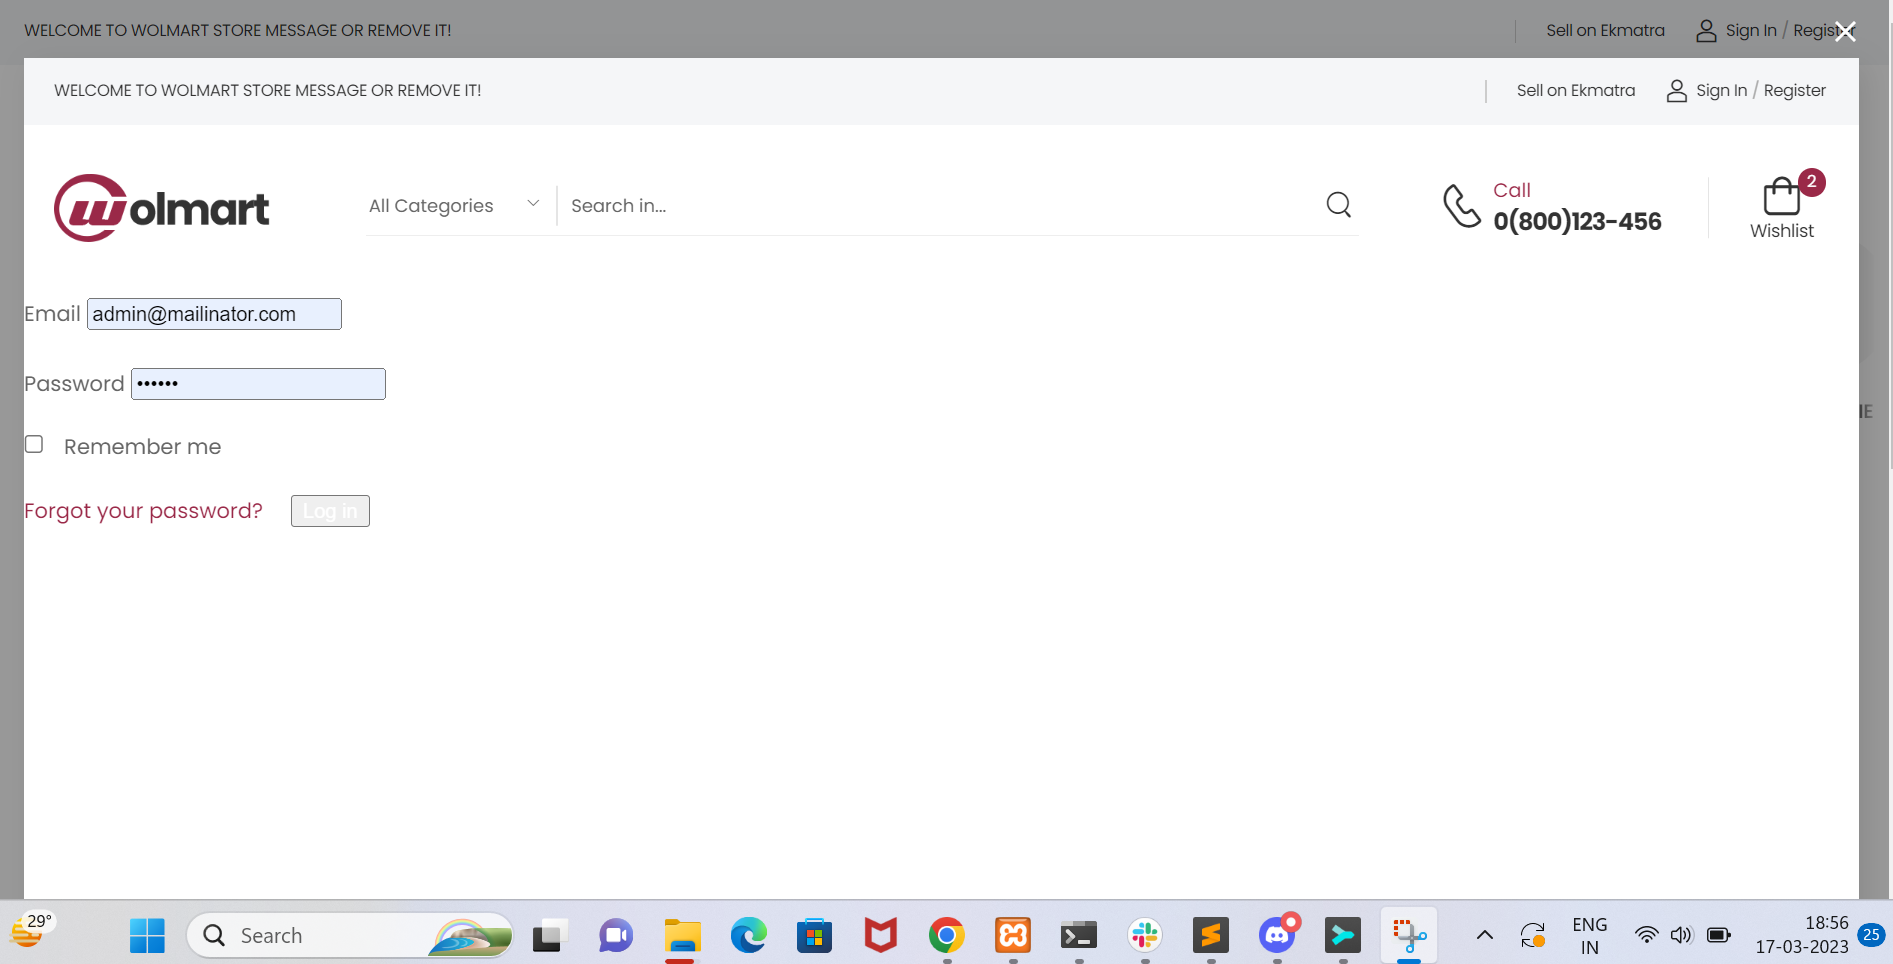 WELCOME TO WOLMART STORE MESSAGE OR REMOVE IT!
Sell on Ekmatra
Sign In / Register
WELCOME TO WOLMART STORE MESSAGE OR REMOVE IT!
Sell on Ekmatra
Sign In / Register
wolmart
All Categories
Search in...
Call
0(800)123-456
2
Wishlist
Email admin@mailinator.com
Password ••••••
Remember me
Forgot your password?
Log in
29°
Search
ENG
IN
18:56
17-03-2023
25